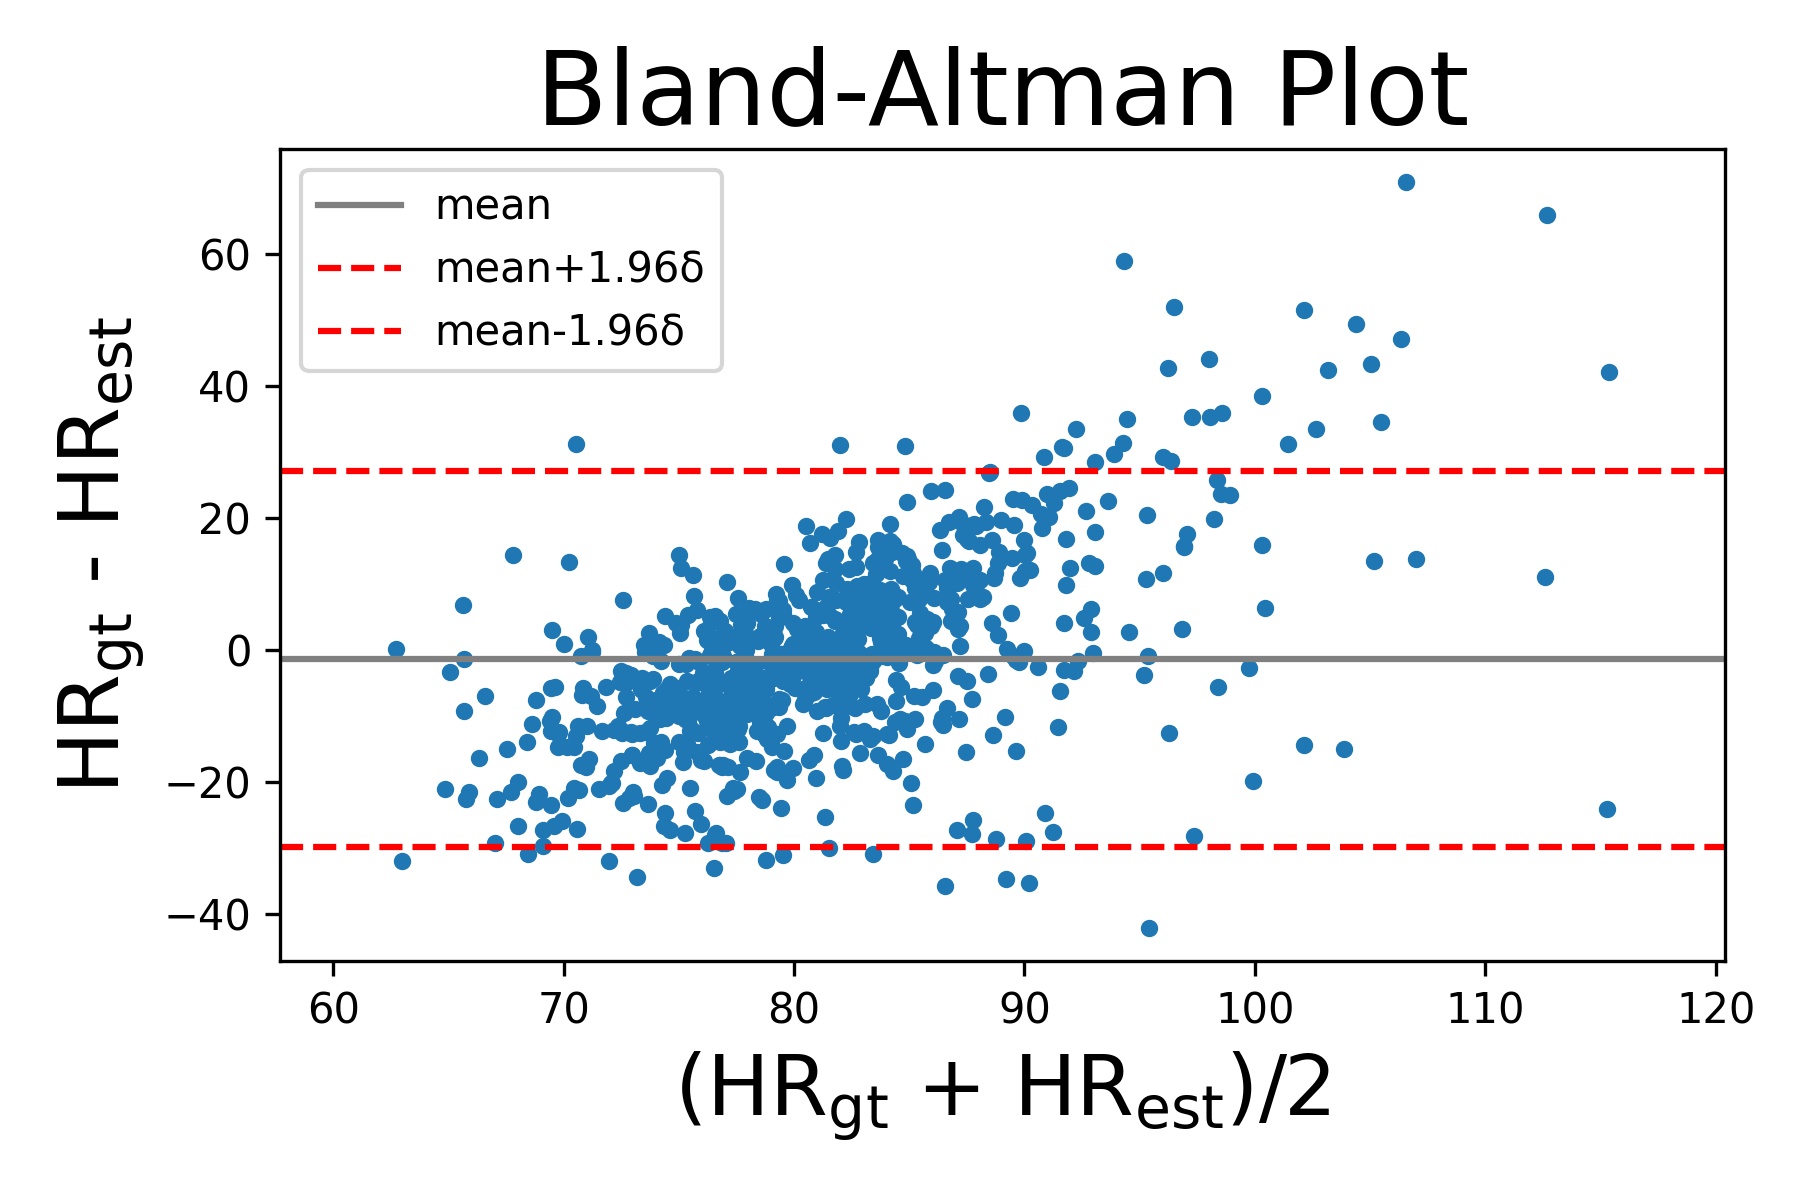 Bland-Altman Plot
mean
mean+1.96δ
mean-1.96δ
HRgt - HRest
60
40
20
0
−20
−40
60 70 80 90 100 110 120
(HRgt + HRest)/2